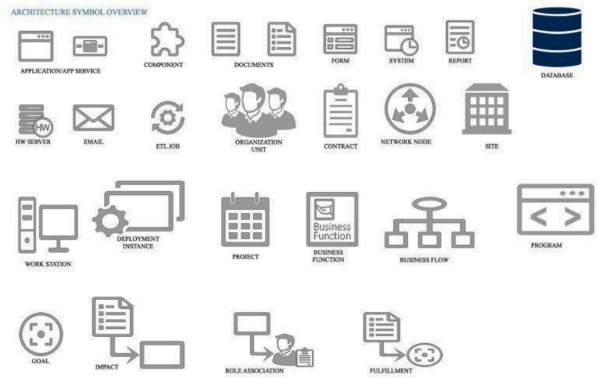 ARCHITECTURE SYMBOL OVERVIEW
APPLICATION/APP SERVICE
COMPONENT
DOCUMENTS
FORM
SYSTEM
REPORT
DATABASE
HW
HW SERVER
EMAIL
ETL JOB
ORGANIZATION
UNIT
CONTRACT
NETWORK NODE
SITE
WORK STATION
DEPLOYMENT
INSTANCE
PROJECT
Business
Function
BUSINESS
FUNCTION
BUSINESS FLOW
< >
PROGRAM
GOAL
IMPACT
ROLE ASSOCIATION
FULFILLMENT